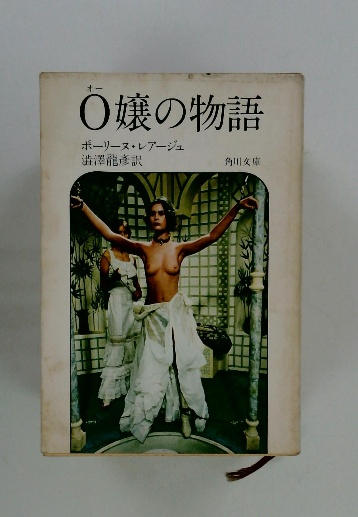 オー
O嬢の物語
ポーリーヌ・レアージュ
澁澤龍彦訳
角川文庫